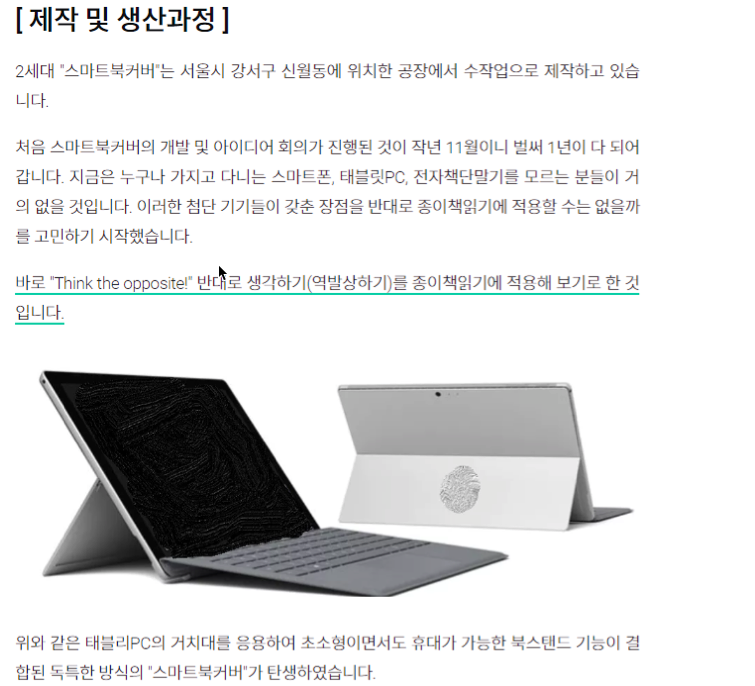 [ 제작 및 생산과정 ]
2세대 "스마트북커버"는 서울시 강서구 신월동에 위치한 공장에서 수작업으로 제작하고 있습
니다.
처음 스마트북커버의 개발 및 아이디어 회의가 진행된 것이 작년 11월이니 벌써 1년이 다 되어
갑니다. 지금은 누구나 가지고 다니는 스마트폰, 태블릿PC, 전자책단말기를 모르는 분들이 거
의 없을 것입니다. 이러한 첨단 기기들이 갖춘 장점을 반대로 종이책읽기에 적용할 수는 없을까
를 고민하기 시작했습니다.
바로 "Think the opposite!" 반대로 생각하기(역발상하기)를 종이책읽기에 적용해 보기로 한 것
입니다.
위와 같은 태블리PC의 거치대를 응용하여 초소형이면서도 휴대가 가능한 북스탠드 기능이 결
합된 독특한 방식의 "스마트북커버"가 탄생하였습니다.